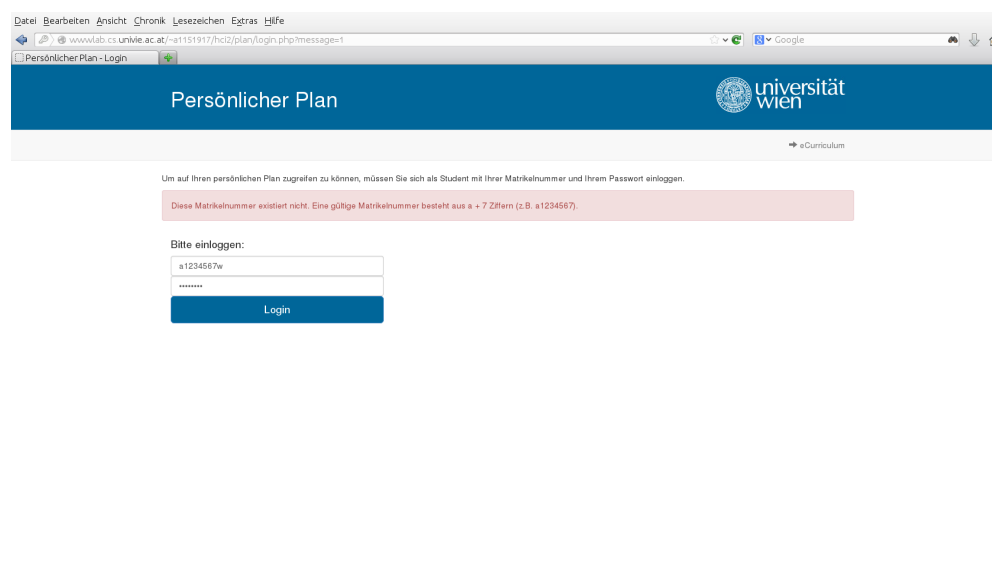 Datei Bearbeiten Ansicht Chronik Lesezeichen Extras Hilfe
wwwlab.cs.univie.ac.at/~a1151917/hci2/plan/login.php?message=1
Google
Persönlicher Plan - Login
Persönlicher Plan
universität
wien
eCurriculum
Um auf Ihren persönlichen Plan zugreifen zu können, müssen Sie sich als Student mit Ihrer Matrikelnummer und Ihrem Passwort einloggen.
Diese Matrikelnummer existiert nicht. Eine gültige Matrikelnummer besteht aus a + 7 Ziffern (z.B. a1234567).
Bitte einloggen:
a1234567w
••••••••
Login